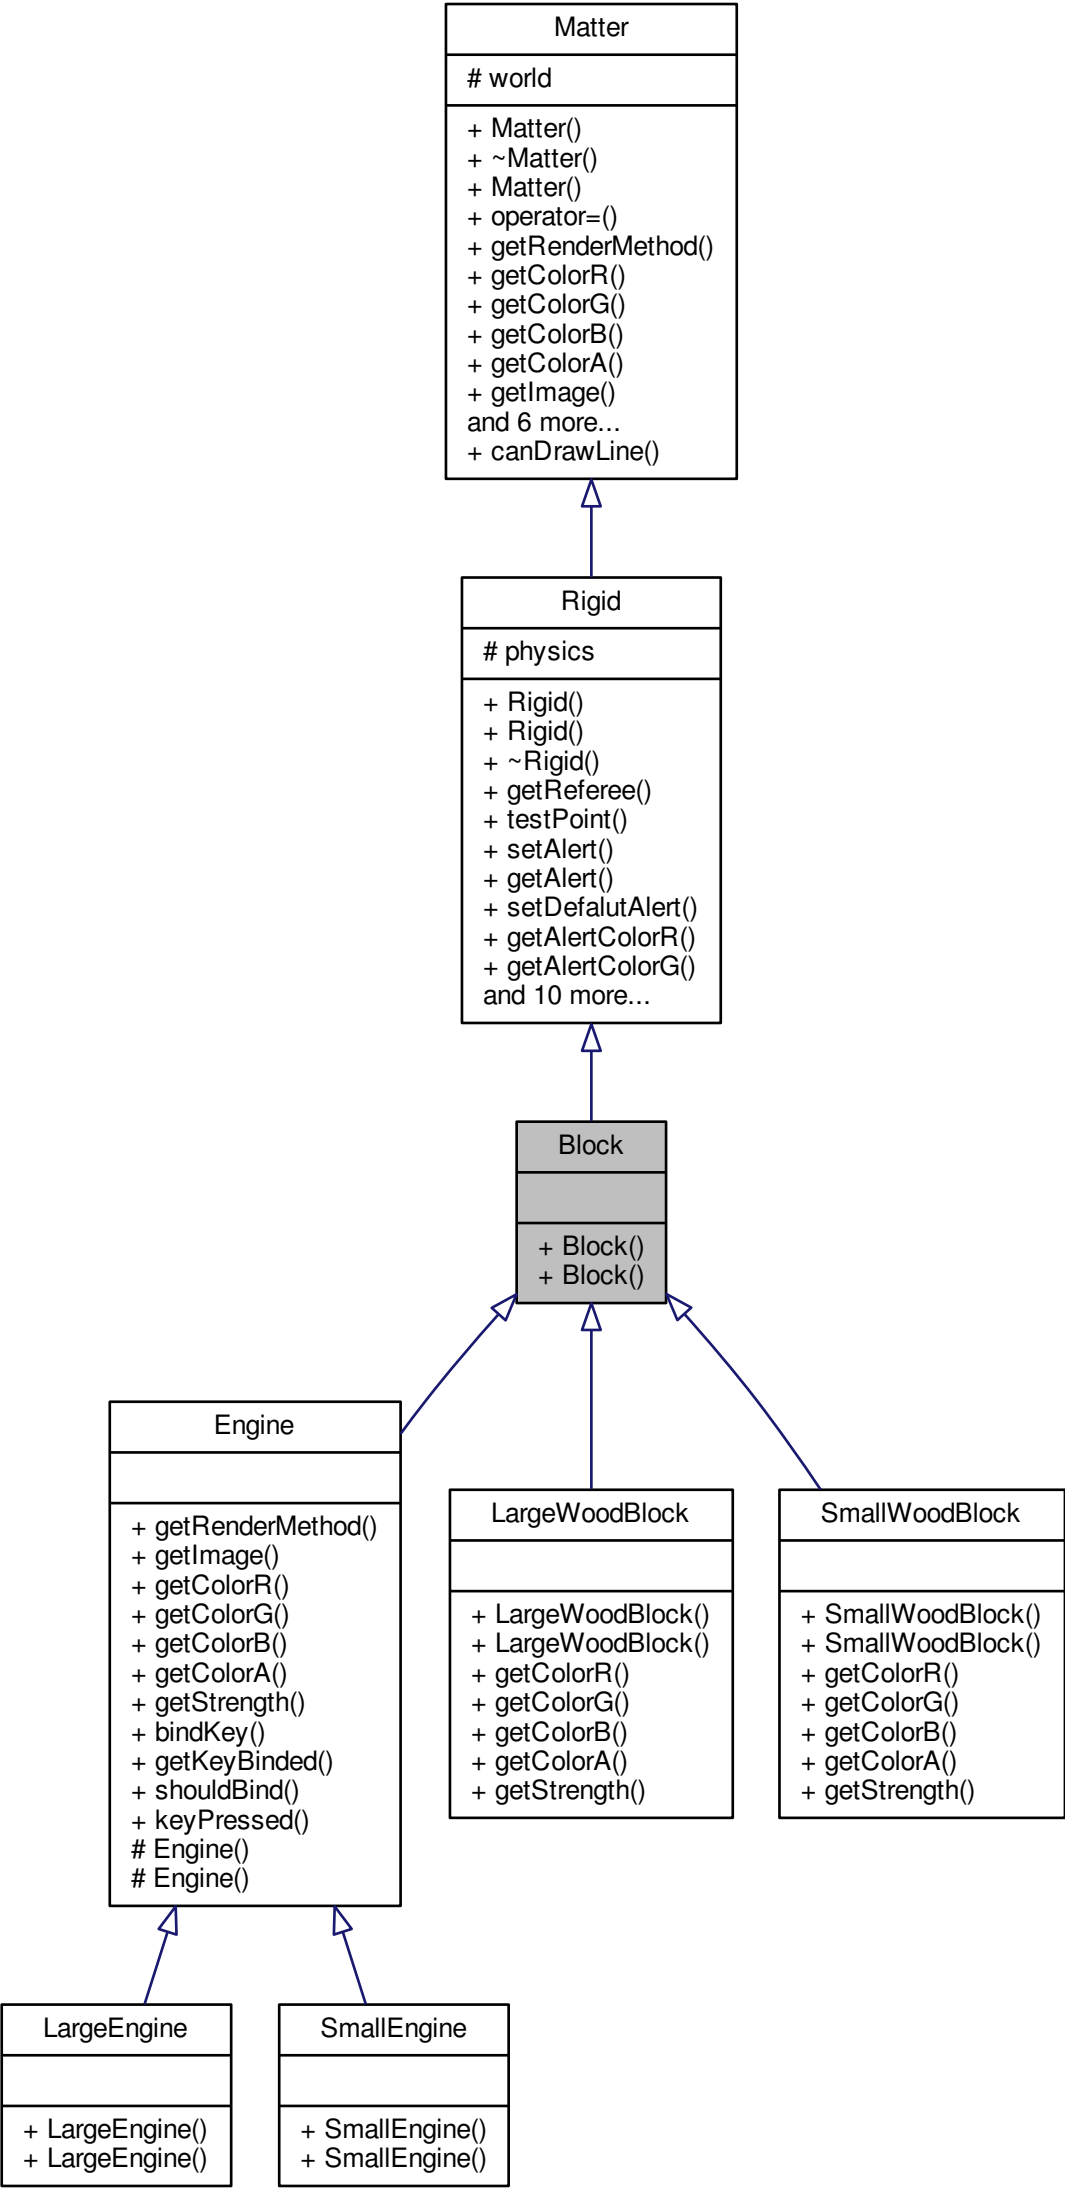 Matter
# world
+ Matter()
+ ~Matter()
+ Matter()
+ operator=()
+ getRenderMethod()
+ getColorR()
+ getColorG()
+ getColorB()
+ getColorA()
+ getImage()
and 6 more...
+ canDrawLine()
Rigid
# physics
+ Rigid()
+ Rigid()
+ ~Rigid()
+ getReferee()
+ testPoint()
+ setAlert()
+ getAlert()
+ setDefalutAlert()
+ getAlertColorR()
+ getAlertColorG()
and 10 more...
Block
+ Block()
+ Block()
Engine
+ getRenderMethod()
+ getImage()
+ getColorR()
+ getColorG()
+ getColorB()
+ getColorA()
+ getStrength()
+ bindKey()
+ getKeyBinded()
+ shouldBind()
+ keyPressed()
# Engine()
# Engine()
LargeWoodBlock
+ LargeWoodBlock()
+ LargeWoodBlock()
+ getColorR()
+ getColorG()
+ getColorB()
+ getColorA()
+ getStrength()
SmallWoodBlock
+ SmallWoodBlock()
+ SmallWoodBlock()
+ getColorR()
+ getColorG()
+ getColorB()
+ getColorA()
+ getStrength()
LargeEngine
+ LargeEngine()
+ LargeEngine()
SmallEngine
+ SmallEngine()
+ SmallEngine()